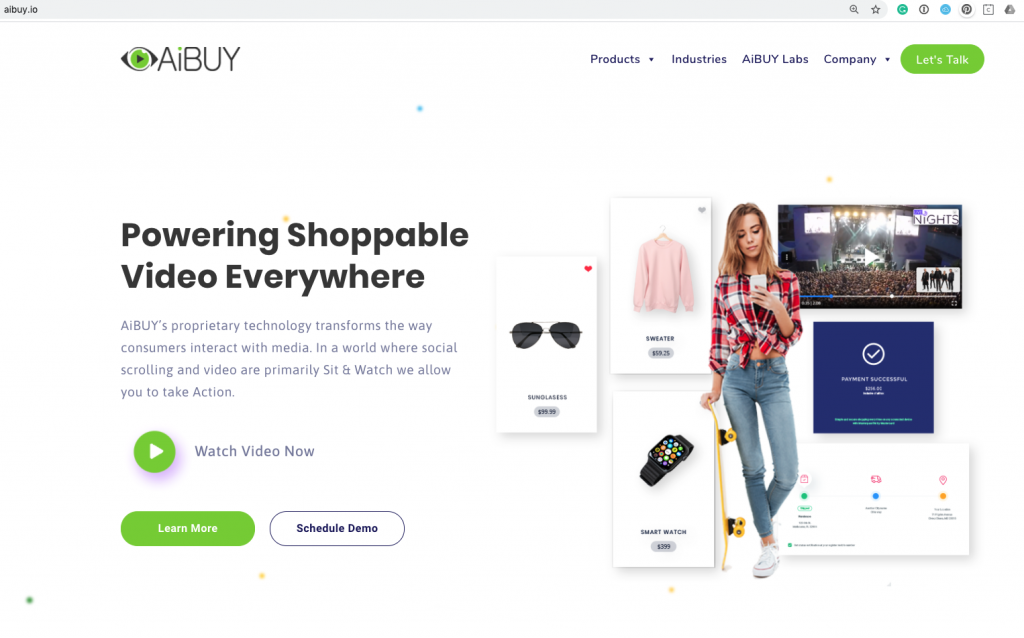 aibuy.io
AiBUY
Products
Industries
AiBUY Labs
Company
Let's Talk
Powering Shoppable
Video Everywhere
AiBUY's proprietary technology transforms the way
consumers interact with media. In a world where social
scrolling and video are primarily Sit & Watch we allow
you to take Action.
Watch Video Now
Learn More
Schedule Demo
SUNGLASESS
$99.99
SWEATER
$59.25
SMART WATCH
$399
NIGHTS
PAYMENT SUCCESSFUL